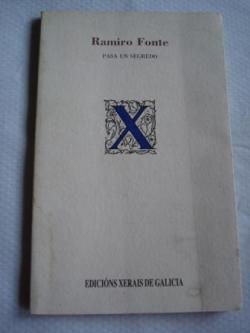 Ramiro Fonte
PASA UN SEGREDO
X
EDICIÓNS XERAIS DE GALICIA